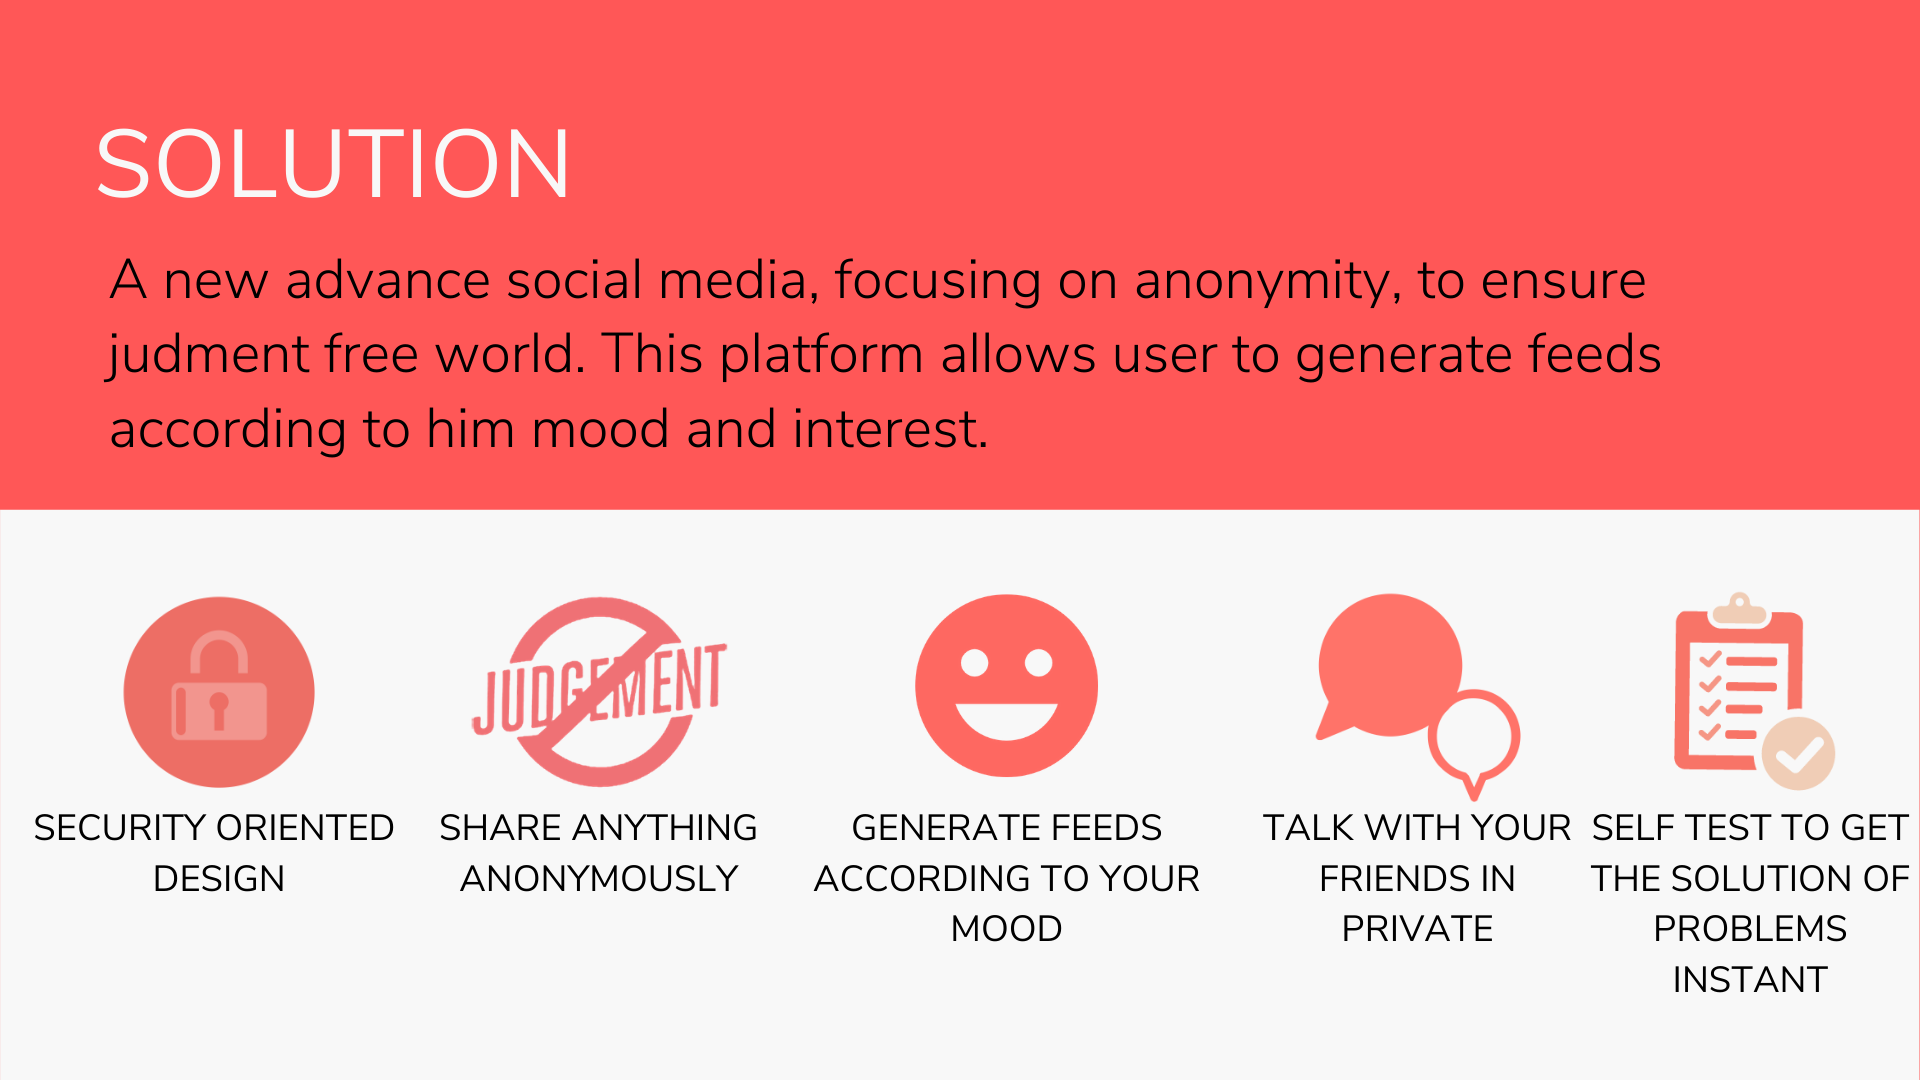 SOLUTION
A new advance social media, focusing on anonymity, to ensure
judment free world. This platform allows user to generate feeds
according to him mood and interest.
JUDGEMENT
SECURITY ORIENTED
DESIGN
SHARE ANYTHING
ANONYMOUSLY
GENERATE FEEDS
ACCORDING TO YOUR
MOOD
TALK WITH YOUR
FRIENDS IN
PRIVATE
SELF TEST TO GET
THE SOLUTION OF
PROBLEMS
INSTANT